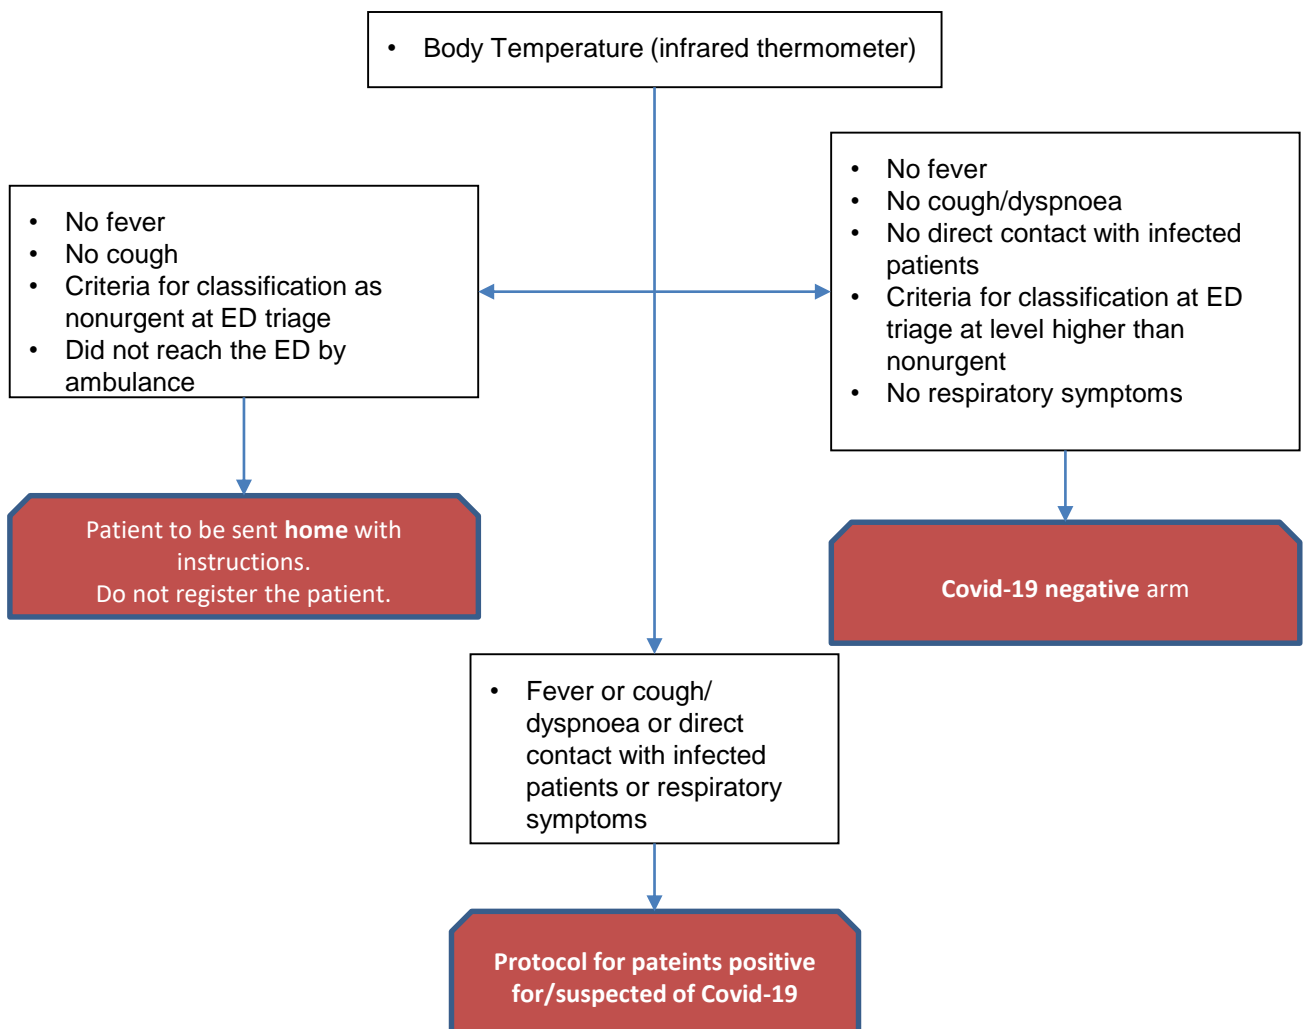 • Body Temperature (infrared thermometer)
• No fever
• No cough
• Criteria for classification as
nonurgent at ED triage
• Did not reach the ED by
ambulance
• No fever
• No cough/dyspnoea
• No direct contact with infected
patients
• Criteria for classification at ED
triage at level higher than
nonurgent
• No respiratory symptoms
Patient to be sent home with
instructions.
Do not register the patient.
Covid-19 negative arm
• Fever or cough/
dyspnoea or direct
contact with infected
patients or respiratory
symptoms
Protocol for pateints positive
for/suspected of Covid-19